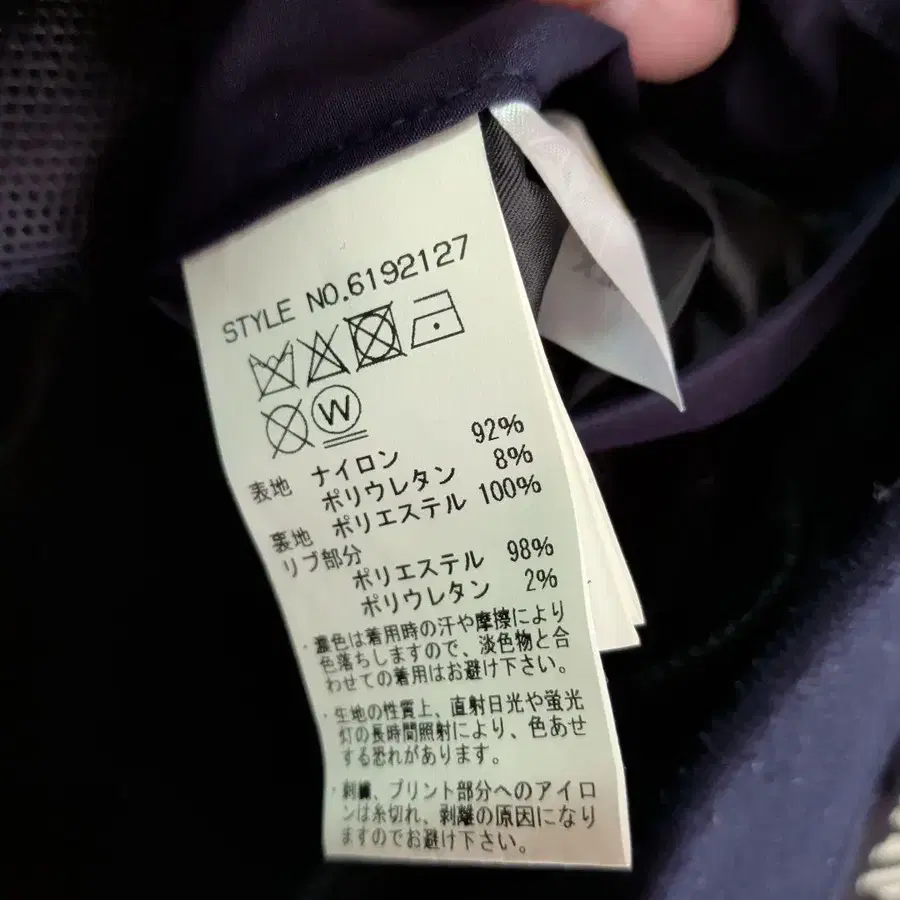 STYLE NO.6192127
W
表地 ナイロン 92%
ポリウレタン 8%
裏地 ポリエステル 100%
リブ部分
ポリエステル 98%
ポリウレタン 2%
・濃色は着用時の汗や摩擦により
色落ちしますので、淡色物と合
わせての着用はお避け下さい。
・生地の性質上、直射日光や蛍光
灯の長時間照射により、色あせ
する恐れがあります。
・刺繍、プリント部分へのアイロ
ンは糸切れ、剥離の原因になり
ますのでお避け下さい。